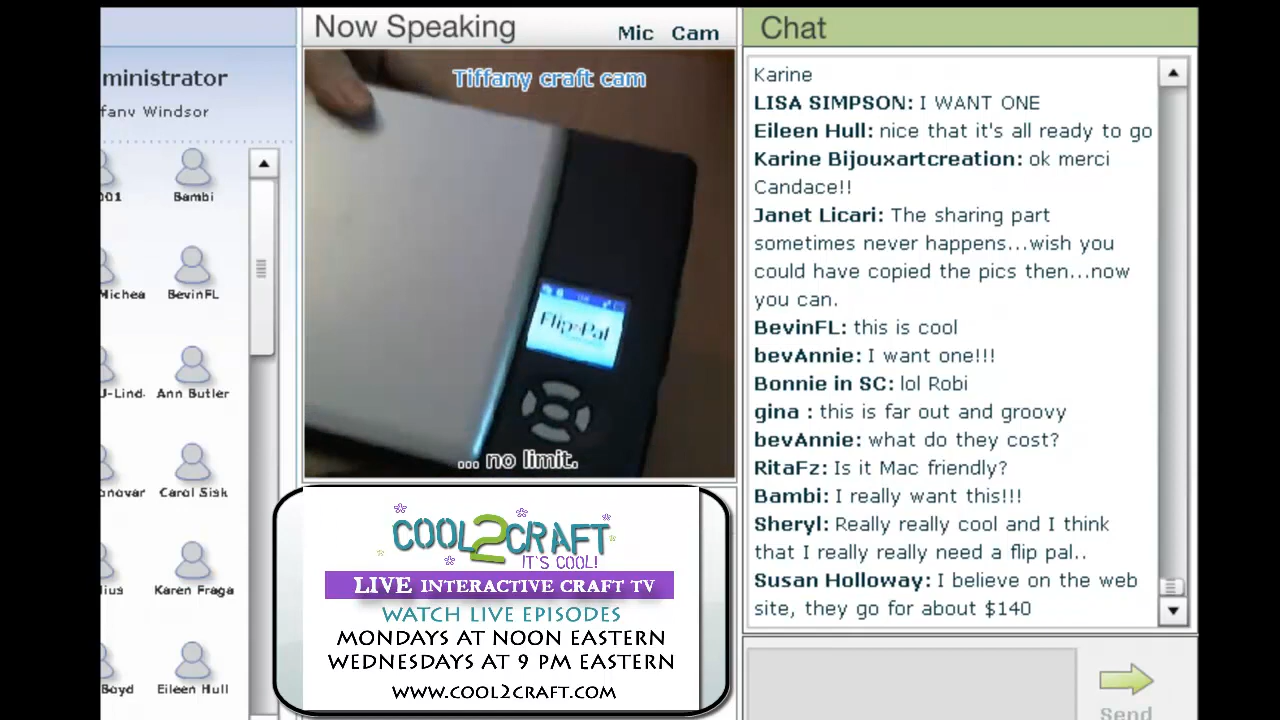 ministrator
fany Windsor
001
Bambi
Michea
BevinFL
J-Lind
Ann Butler
onovar
Carol Sisk
lius
Karen Fraga
Boyd
Eileen Hull
Now Speaking
Mic Cam
Tiffany craft cam
Flip-Pal
... no limit.
COOL2CRAFT
IT'S COOL!
LIVE INTERACTIVE CRAFT TV
WATCH LIVE EPISODES
MONDAYS AT NOON EASTERN
WEDNESDAYS AT 9 PM EASTERN
WWW.COOL2CRAFT.COM
Chat
Karine
LISA SIMPSON: I WANT ONE
Eileen Hull: nice that it's all ready to go
Karine Bijouxartcreation: ok merci
Candace!!
Janet Licari: The sharing part
sometimes never happens...wish you
could have copied the pics then...now
you can.
BevinFL: this is cool
bevAnnie: I want one!!!
Bonnie in SC: lol Robi
gina : this is far out and groovy
bevAnnie: what do they cost?
RitaFz: Is it Mac friendly?
Bambi: I really want this!!!
Sheryl: Really really cool and I think
that I really really need a flip pal..
Susan Holloway: I believe on the web
site, they go for about $140
Send